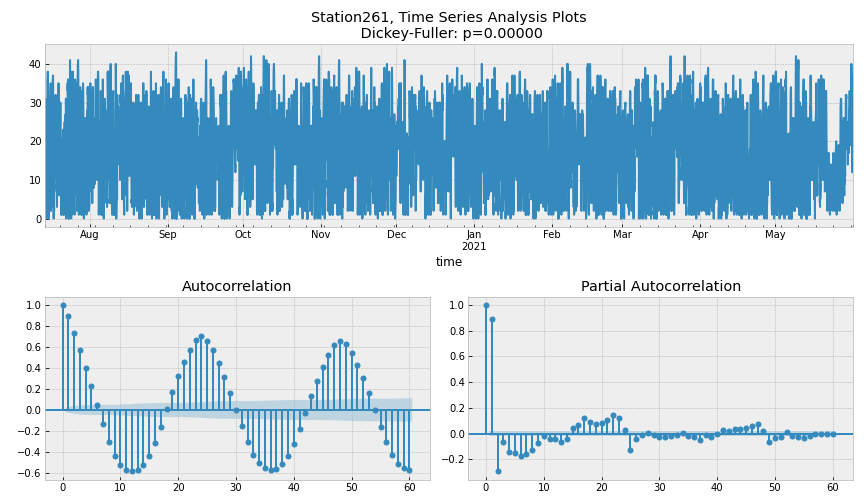 Station261, Time Series Analysis Plots
Dickey-Fuller: p=0.00000
40
30
20
10
0
Aug Sep Oct Nov Dec Jan Feb Mar Apr May
2021
time
Autocorrelation
1.0
0.8
0.6
0.4
0.2
0.0
−0.2
−0.4
−0.6
0 10 20 30 40 50 60
Partial Autocorrelation
1.0
0.8
0.6
0.4
0.2
0.0
−0.2
0 10 20 30 40 50 60